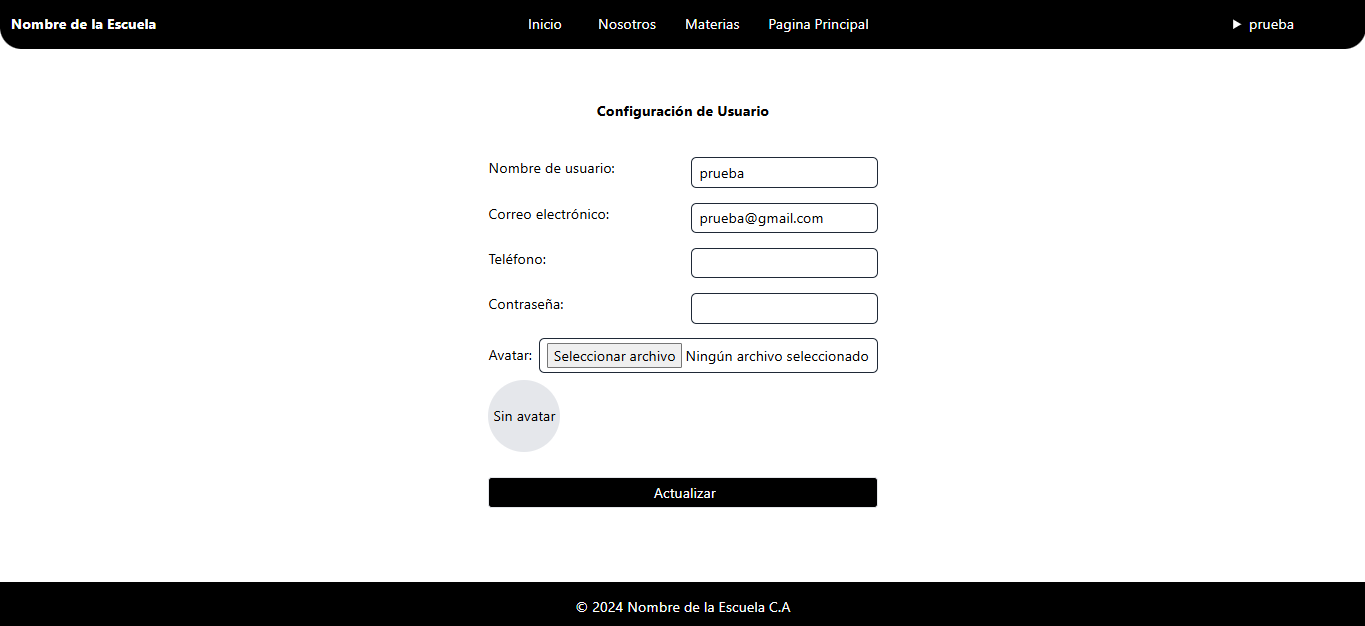 Nombre de la Escuela Inicio Nosotros Materias Pagina Principal ▶ prueba
Configuración de Usuario
Nombre de usuario: prueba
Correo electrónico: prueba@gmail.com
Teléfono:
Contraseña:
Avatar: Seleccionar archivo Ningún archivo seleccionado
Sin avatar
Actualizar
© 2024 Nombre de la Escuela C.A